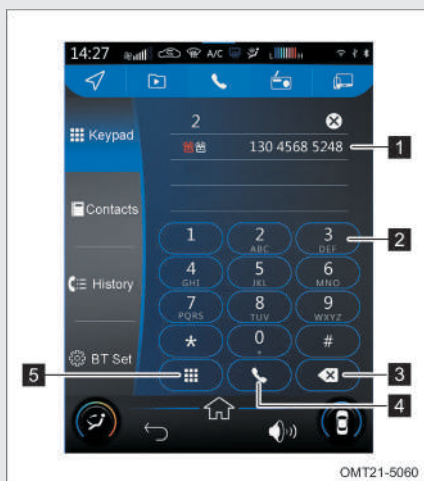 14:27 A/C L H
2
Keypad
130 4568 5248 1
Contacts
1 2 3 2
ABC DEF
4 5 6
GHI JKL MNO
History
7 8 9
PQRS TUV WXYZ
* 0 #
+
BT Set
5 3
4
OMT21-5060